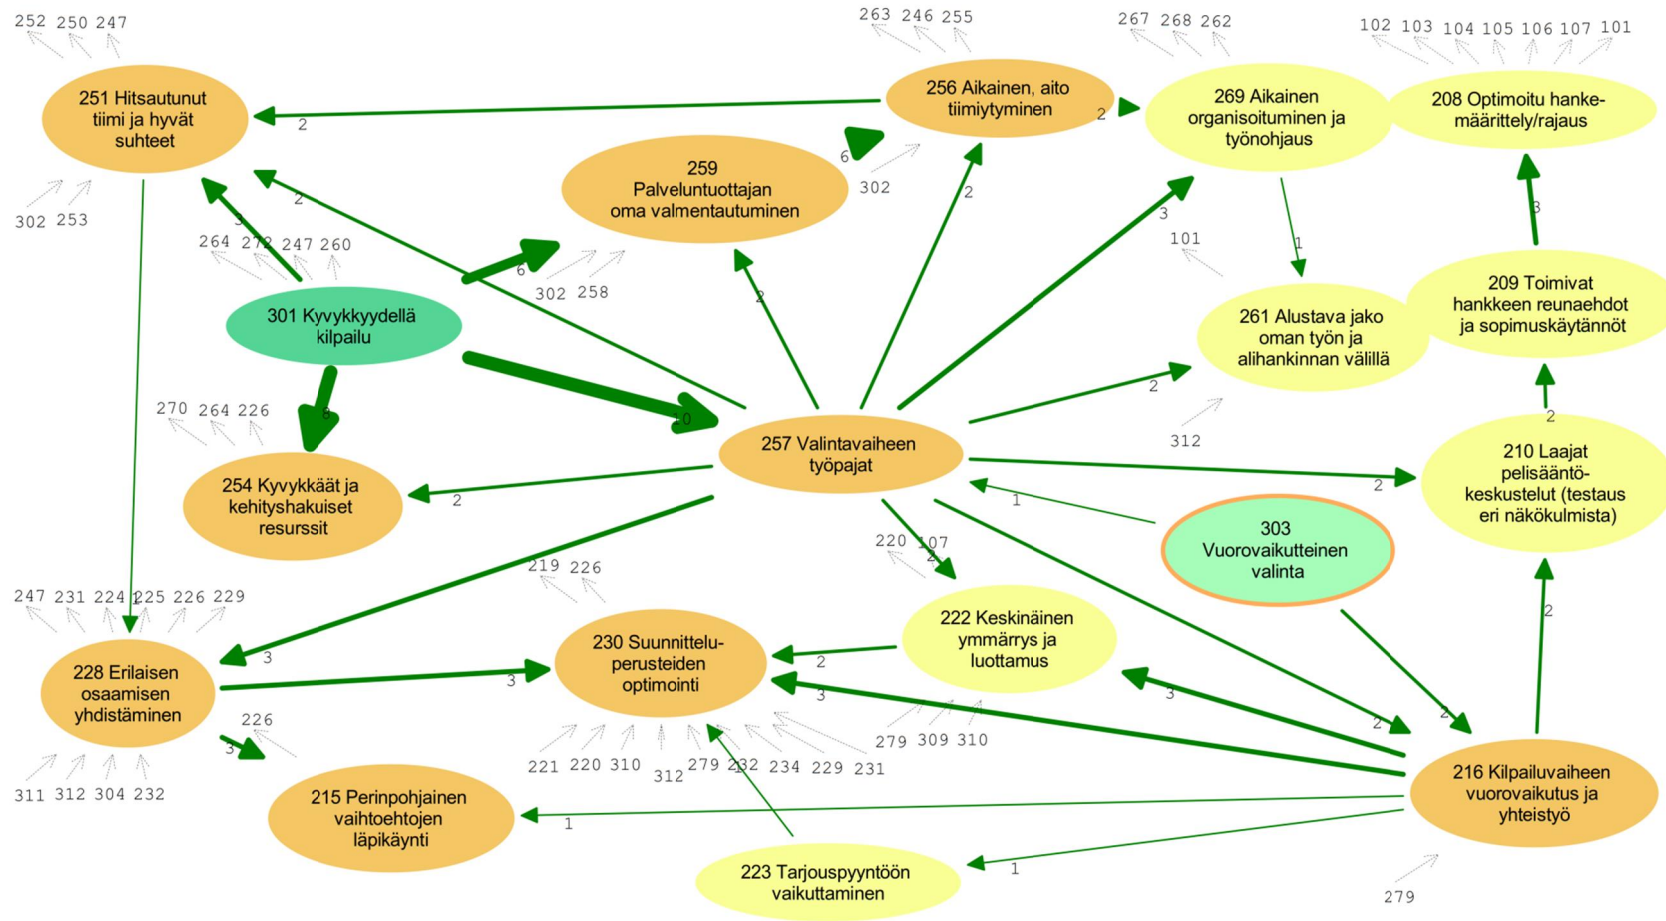 252 250 247
263 246 255
267 268 262
102 103 104 105 106 107 101
251 Hitsautunut
tiimi ja hyvät
suhteet
256 Aikainen, aito
tiimiytyminen
269 Aikainen
organisoituminen ja
työnohjaus
208 Optimoitu hanke-
määrittely/rajaus
2
2
259
Palveluntuottajan
oma valmentautuminen
6
302
302 253
2
3
2
3
3
101
1
264 272 247 260
6
302 258
2
301 Kyvykkyydellä
kilpailu
261 Alustava jako
oman työn ja
alihankinnan välillä
209 Toimivat
hankkeen reunaehdot
ja sopimuskäytännöt
2
312
270 264 226
8
10
2
257 Valintavaiheen
työpajat
210 Laajat
pelisääntö-
keskustelut (testaus
eri näkökulmista)
254 Kyvykkäät ja
kehityshakuiset
resurssit
2
2
1
303
Vuorovaikutteinen
valinta
220 107
2
219 226
247 231 224 1 225 226 229
2
222 Keskinäinen
ymmärrys ja
luottamus
228 Erilaisen
osaamisen
yhdistäminen
3
230 Suunnittelu-
perusteiden
optimointi
2
3
3
3
2
2
226
3
279 309 310
221 220 310 312 279 1 232 234 229 231
311 312 304 232
215 Perinpohjainen
vaihtoehtojen
läpikäynti
216 Kilpailuvaiheen
vuorovaikutus ja
yhteistyö
1
1
223 Tarjouspyyntöön
vaikuttaminen
279